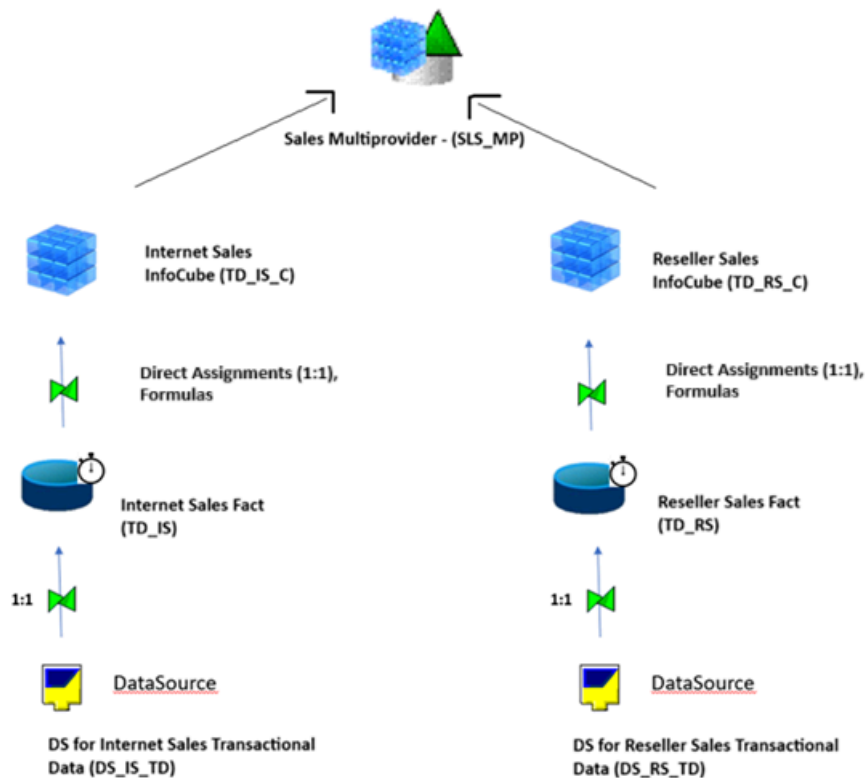 Sales Multiprovider - (SLS_MP)
Internet Sales
InfoCube (TD_IS_C)
Reseller Sales
InfoCube (TD_RS_C)
Direct Assignments (1:1),
Formulas
Direct Assignments (1:1),
Formulas
Internet Sales Fact
(TD_IS)
Reseller Sales Fact
(TD_RS)
1:1
1:1
DataSource
DataSource
DS for Internet Sales Transactional
Data (DS_IS_TD)
DS for Reseller Sales Transactional
Data (DS_RS_TD)